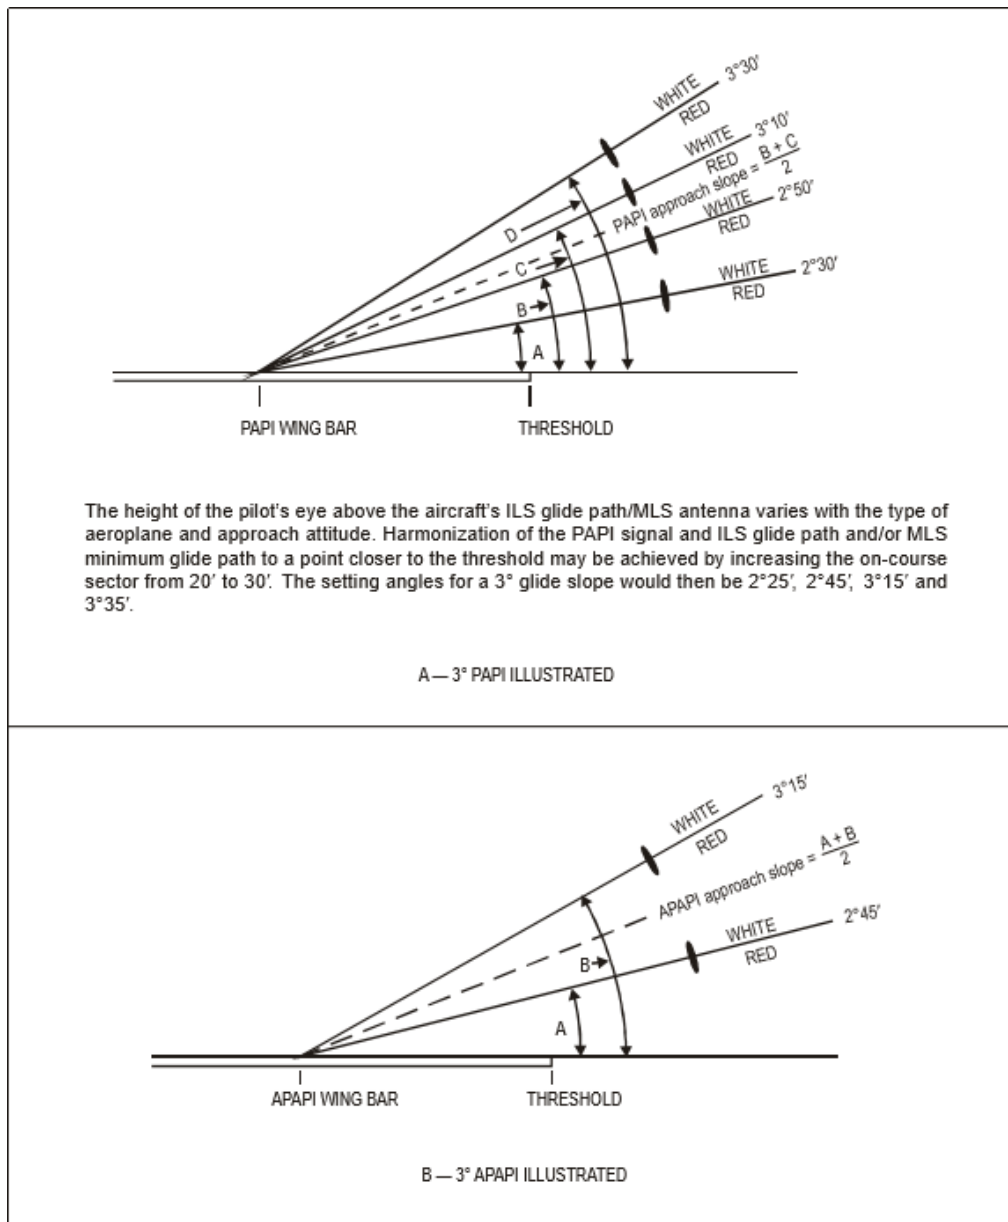 WHITE 3°30′
RED
WHITE 3°10′
RED
PAPI approach slope = B + C
2
WHITE 2°50′
RED
WHITE 2°30′
RED
D
C
B
A
PAPI WING BAR THRESHOLD
The height of the pilot's eye above the aircraft's ILS glide path/MLS antenna varies with the type of
aeroplane and approach attitude. Harmonization of the PAPI signal and ILS glide path and/or MLS
minimum glide path to a point closer to the threshold may be achieved by increasing the on-course
sector from 20′ to 30′. The setting angles for a 3° glide slope would then be 2°25′, 2°45′, 3°15′ and
3°35′.
A — 3° PAPI ILLUSTRATED
WHITE 3°15′
RED
APAPI approach slope = A + B
2
WHITE 2°45′
RED
B
A
APAPI WING BAR THRESHOLD
B — 3° APAPI ILLUSTRATED